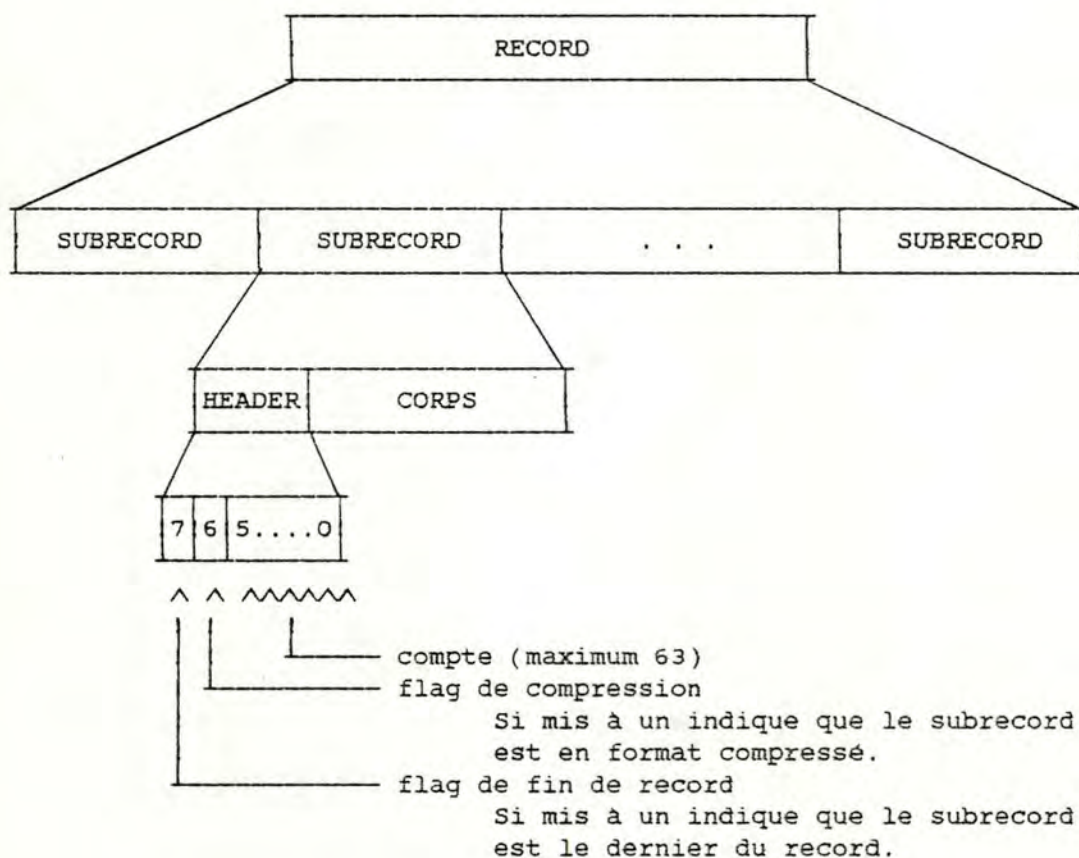 RECORD
SUBRECORD SUBRECORD . . . SUBRECORD
HEADER CORPS
7 6 5....0
^ ^ ^^^^^^
compte (maximum 63)
flag de compression
Si mis à un indique que le subrecord
est en format compressé.
flag de fin de record
Si mis à un indique que le subrecord
est le dernier du record.